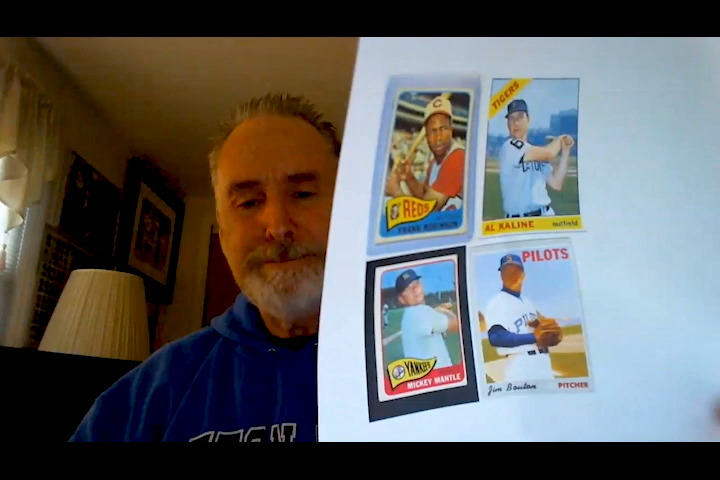 REDS
FRANK ROBINSON
TIGERS
AL KALINE outfield
YANKEES
MICKEY MANTLE
PILOTS
Jim Bouton PITCHER